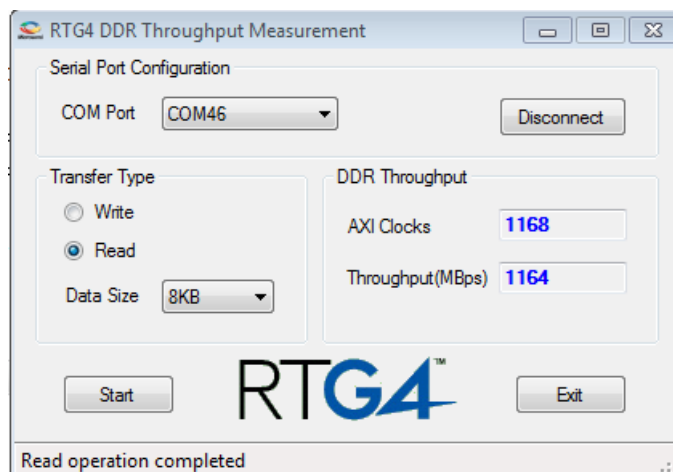 RTG4 DDR Throughput Measurement
Serial Port Configuration
COM Port COM46 Disconnect
Transfer Type
Write
Read
Data Size 8KB
DDR Throughput
AXI Clocks 1168
Throughput(MBps) 1164
Start RTG4™ Exit
Read operation completed